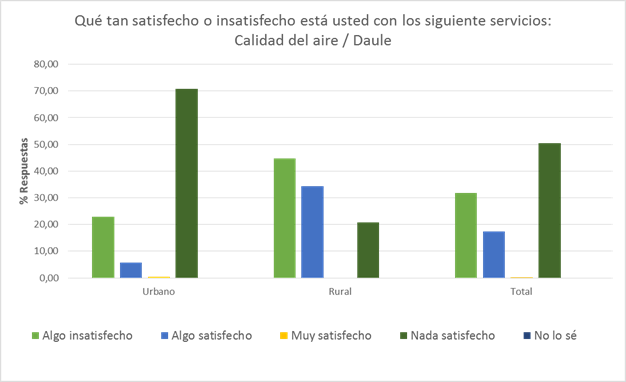 Qué tan satisfecho o insatisfecho está usted con los siguiente servicios:
Calidad del aire / Daule
80,00
70,00
60,00
50,00
40,00
30,00
20,00
10,00
0,00
% Respuestas
Urbano Rural Total
Algo insatisfecho Algo satisfecho Muy satisfecho Nada satisfecho No lo sé